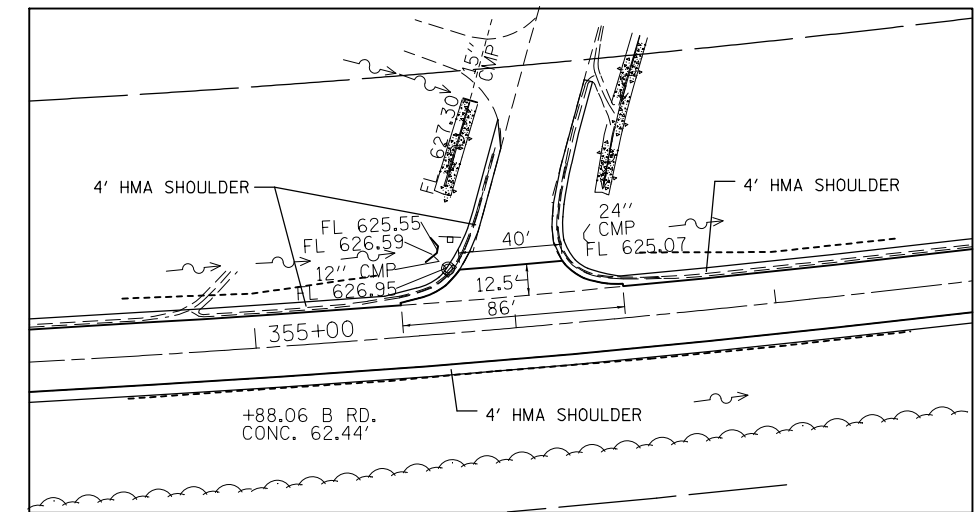 15''
CMP
FL 627.30
4' HMA SHOULDER
4' HMA SHOULDER
24''
CMP
FL 625.07
FL 625.55
FL 626.59
40'
12'' CMP
FL 626.95
12.5'
86'
355+00
+88.06 B RD.
CONC. 62.44'
4' HMA SHOULDER